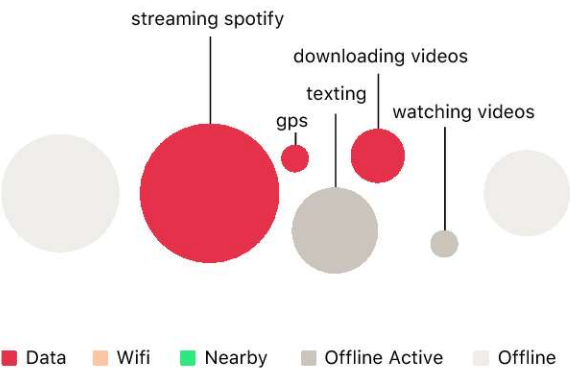 streaming spotify
downloading videos
texting
watching videos
gps
Data Wifi Nearby Offline Active Offline